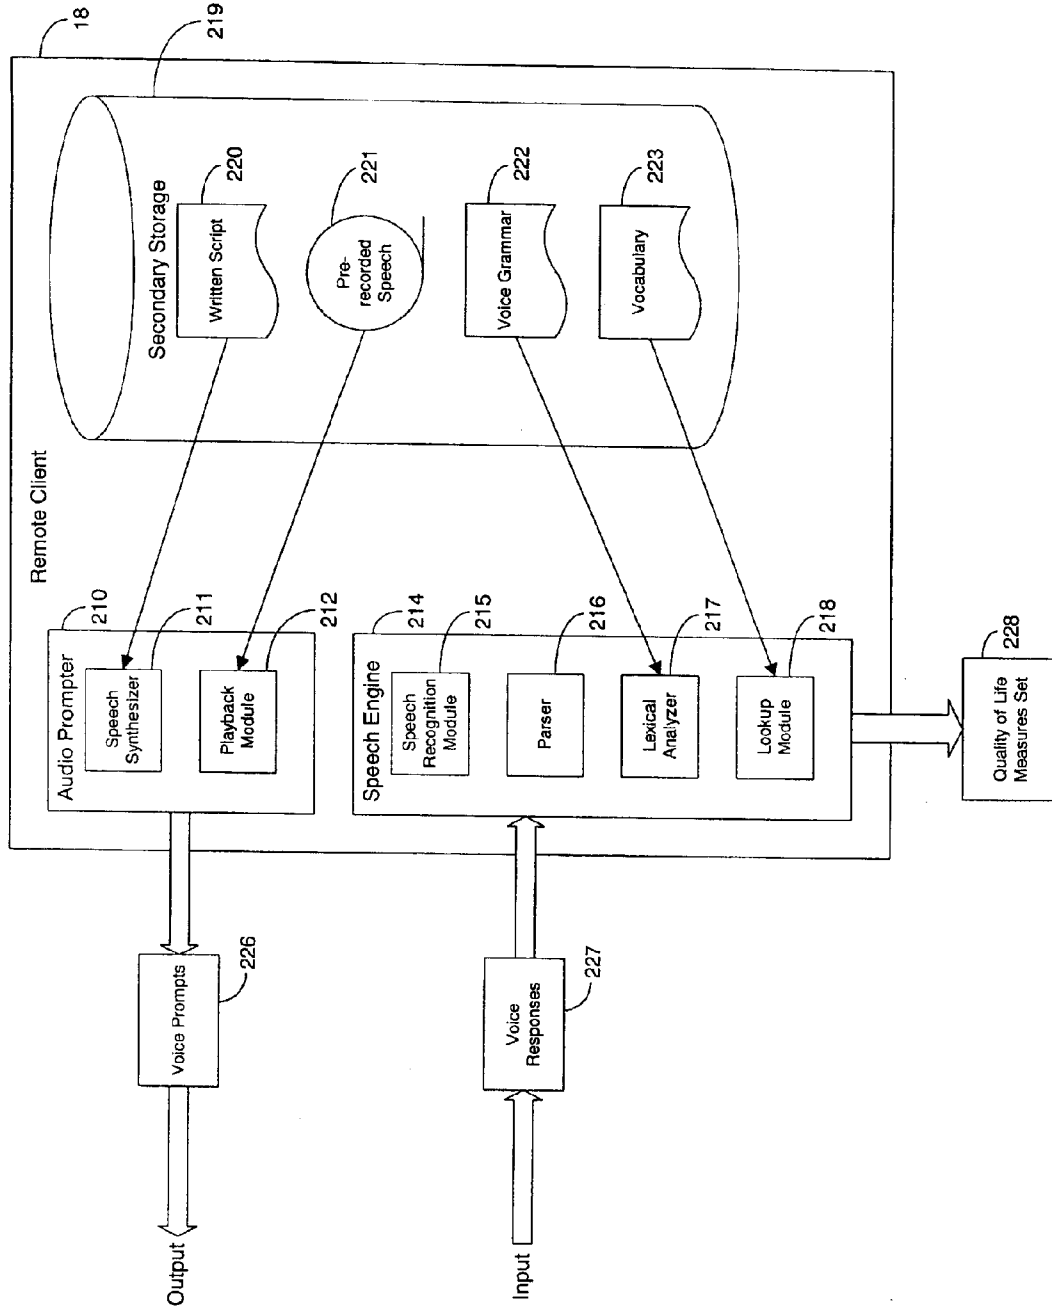 18
219
Remote Client
Secondary Storage
220
Written Script
221
Pre-
recorded
Speech
222
Voice Grammar
223
Vocabulary
210
Audio Prompter
211
Speech
Synthesizer
212
Playback
Module
214
Speech Engine
215
Speech
Recognition
Module
216
Parser
217
Lexical
Analyzer
218
Lookup
Module
228
Quality of Life
Measures Set
226
Voice Prompts
227
Voice
Responses
Output
Input